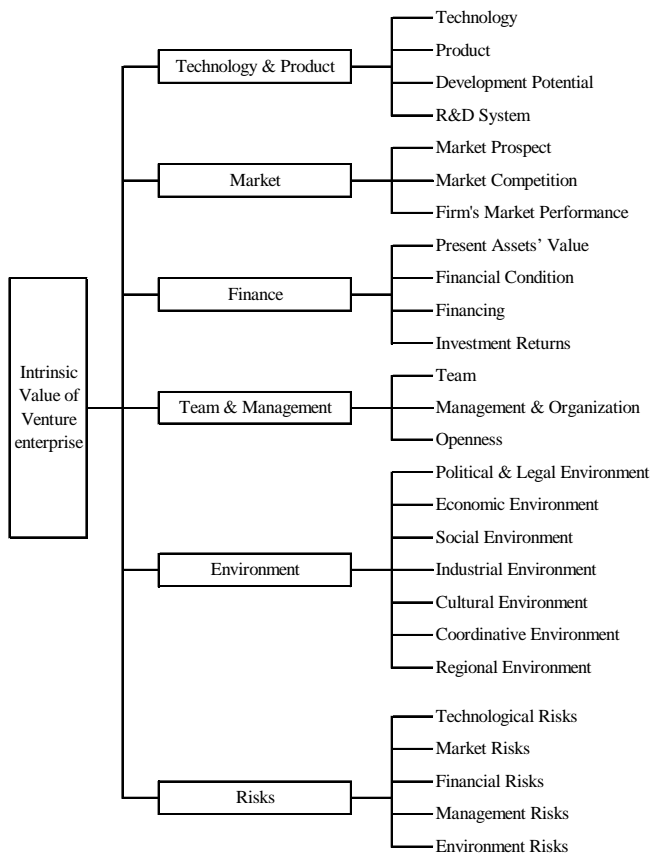 Intrinsic
Value of
Venture
enterprise
Technology & Product
Technology
Product
Development Potential
R&D System
Market
Market Prospect
Market Competition
Firm's Market Performance
Finance
Present Assets’ Value
Financial Condition
Financing
Investment Returns
Team & Management
Team
Management & Organization
Openness
Environment
Political & Legal Environment
Economic Environment
Social Environment
Industrial Environment
Cultural Environment
Coordinative Environment
Regional Environment
Risks
Technological Risks
Market Risks
Financial Risks
Management Risks
Environment Risks